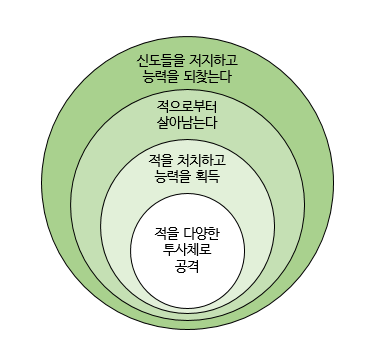 신도들을 저지하고
능력을 되찾는다
적으로부터
살아남는다
적을 처치하고
능력을 획득
적을 다양한
투사체로
공격